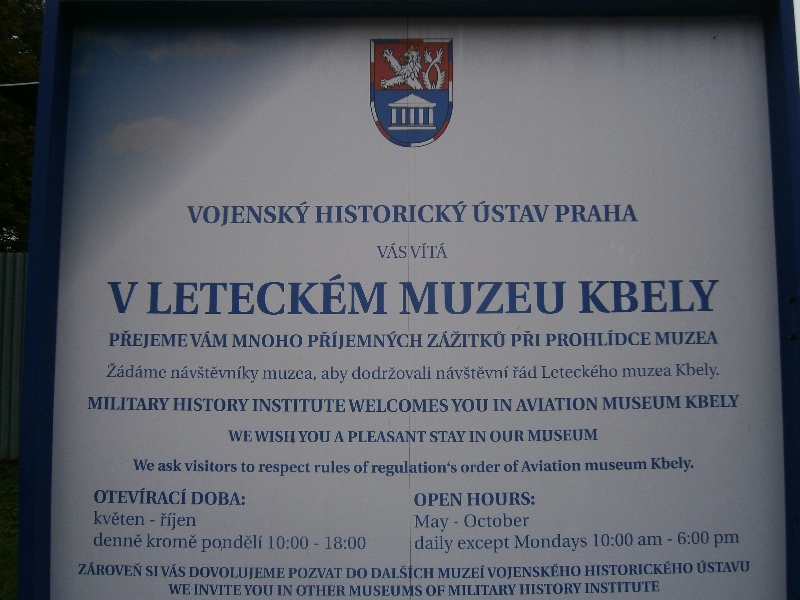 VOJENSKÝ HISTORICKÝ ÚSTAV PRAHA
VÁS VÍTÁ
V LETECKÉM MUZEU KBELY
PŘEJEME VÁM MNOHO PŘÍJEMNÝCH ZÁŽITKŮ PŘI PROHLÍDCE MUZEA
Žádáme návštěvníky muzea, aby dodržovali návštěvní řád Leteckého muzea Kbely.
MILITARY HISTORY INSTITUTE WELCOMES YOU IN AVIATION MUSEUM KBELY
WE WISH YOU A PLEASANT STAY IN OUR MUSEUM
We ask visitors to respect rules of regulation's order of Aviation museum Kbely.
OTEVÍRACÍ DOBA:
květen - říjen
denně kromě pondělí 10:00 - 18:00
OPEN HOURS:
May - October
daily except Mondays 10:00 am - 6:00 pm
ZÁROVEŇ SI VÁS DOVOLUJEME POZVAT DO DALŠÍCH MUZEÍ VOJENSKÉHO HISTORICKÉHO ÚSTAVU
WE INVITE YOU IN OTHER MUSEUMS OF MILITARY HISTORY INSTITUTE